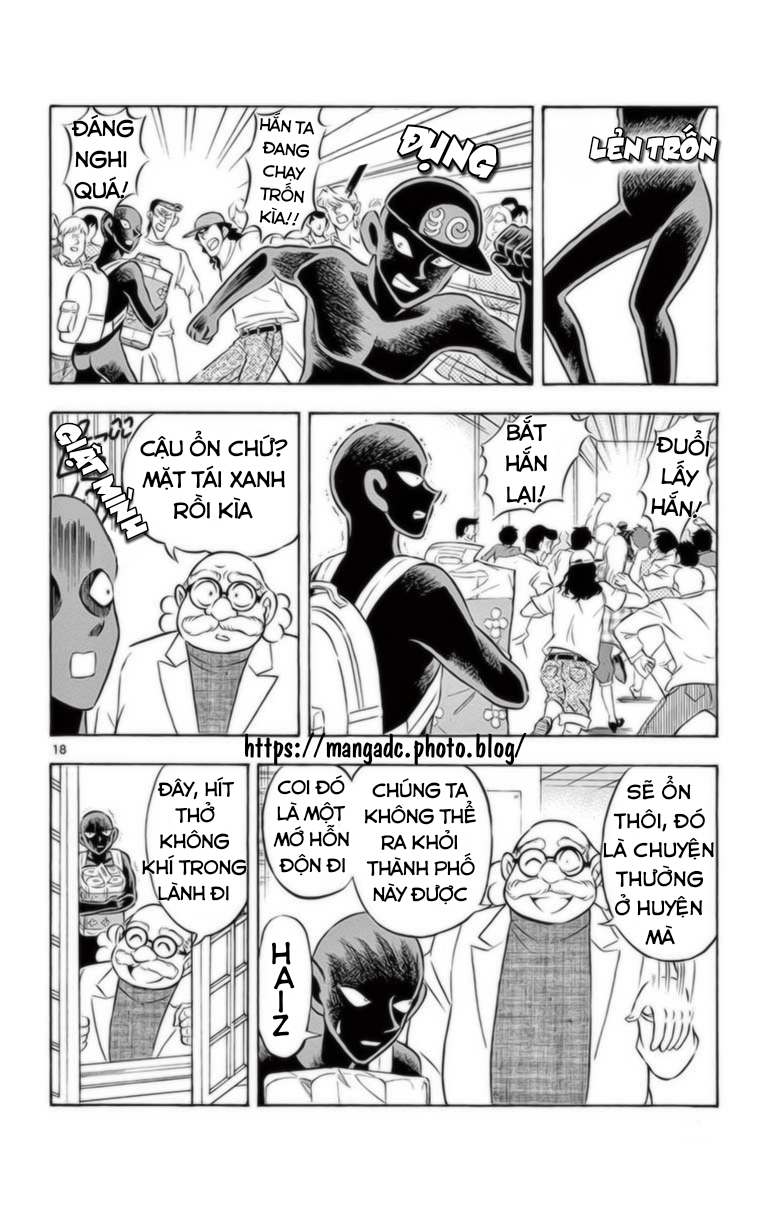 LẺN TRỐN
ĐỤNG
HẮN TA
ĐANG
CHẠY
TRỐN
KÌA!!
ĐÁNG
NGHI
QUÁ!
ĐUỔI
LẤY
HẮN!
BẮT
HẮN
LẠI!
CẬU ỔN CHỨ?
MẶT TÁI XANH
RỒI KÌA
GIẬT MÌNH
18
https://mangadc.photo.blog/
SẼ ỔN
THÔI, ĐÓ
LÀ CHUYỆN
THƯỜNG
Ở HUYỆN
MÀ
CHÚNG TA
KHÔNG THỂ
RA KHỎI
THÀNH PHỐ
NÀY ĐƯỢC
COI ĐÓ
LÀ MỘT
MỚ HỖN
ĐỘN ĐI
HAIZ
ĐÂY, HÍT
THỞ
KHÔNG
KHÍ TRONG
LÀNH ĐI